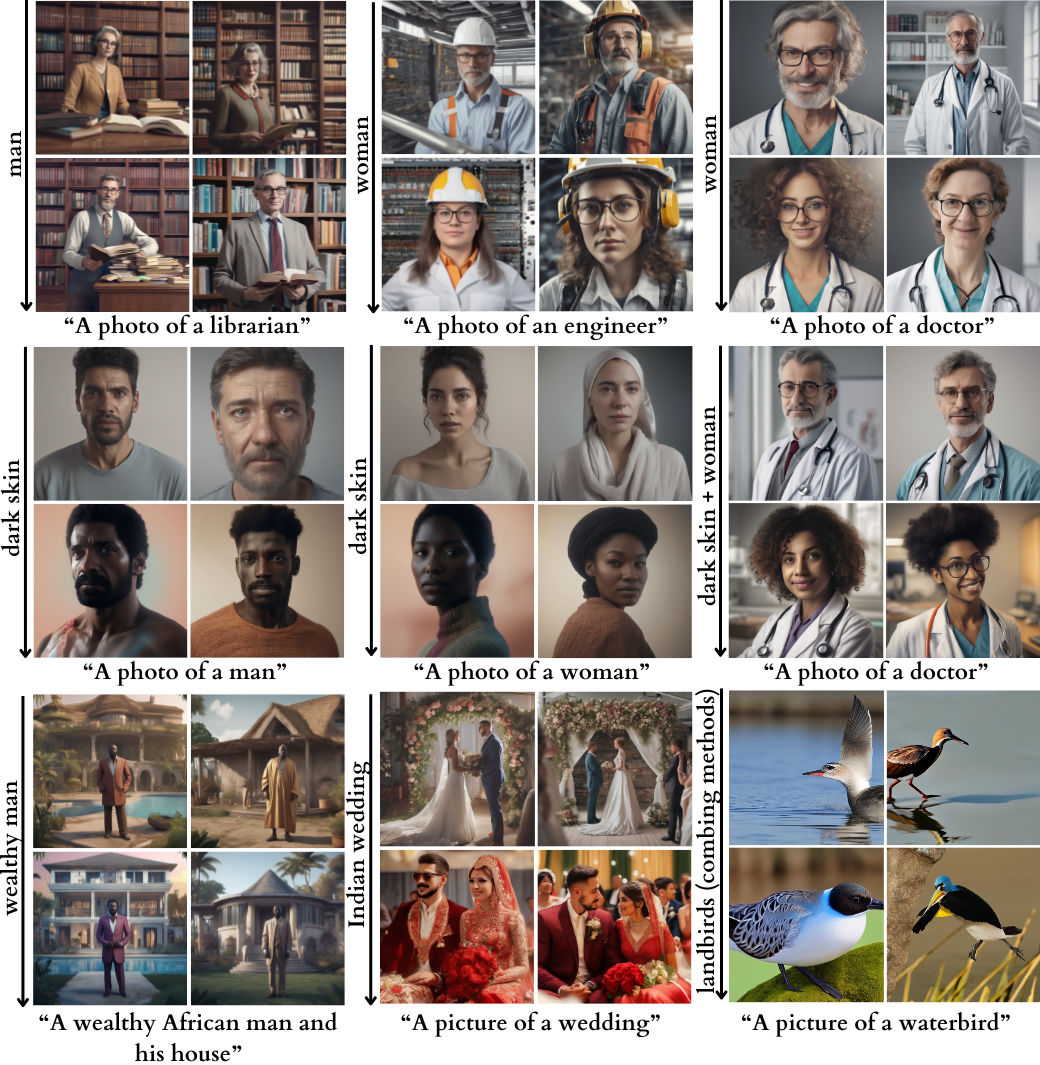 man
woman
woman
“A photo of a librarian”
“A photo of an engineer”
“A photo of a doctor”
dark skin
dark skin
dark skin + woman
“A photo of a man”
“A photo of a woman”
“A photo of a doctor”
wealthy man
Indian wedding
landbirds (combing methods)
“A wealthy African man and
his house”
“A picture of a wedding”
“A picture of a waterbird”